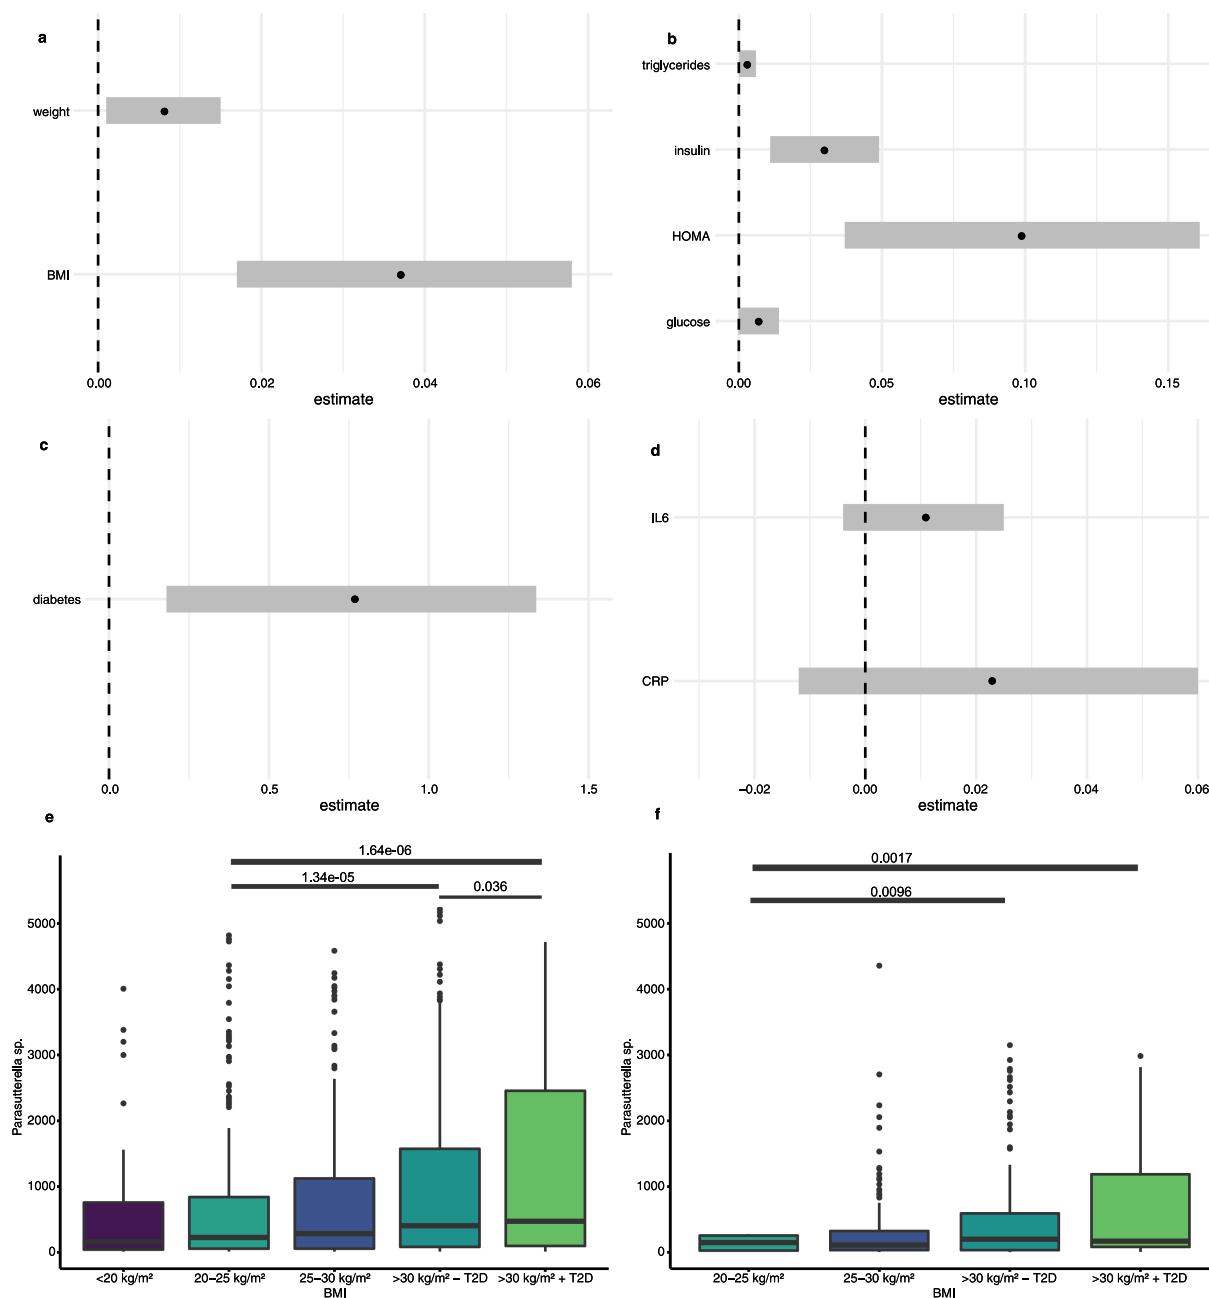 a
weight
BMI
0.00 0.02 0.04 0.06
estimate
b
triglycerides
insulin
HOMA
glucose
0.00 0.05 0.10 0.15
estimate
c
diabetes
0.0 0.5 1.0 1.5
estimate
d
IL6
CRP
−0.02 0.00 0.02 0.04 0.06
estimate
e
1.64e-06
1.34e-05
0.036
5000
4000
3000
2000
1000
0
Parasutterella sp.
<20 kg/m² 20−25 kg/m² 25−30 kg/m² >30 kg/m² − T2D >30 kg/m² + T2D
BMI
f
0.0017
0.0096
5000
4000
3000
2000
1000
0
Parasutterella sp.
20−25 kg/m² 25−30 kg/m² >30 kg/m² − T2D >30 kg/m² + T2D
BMI